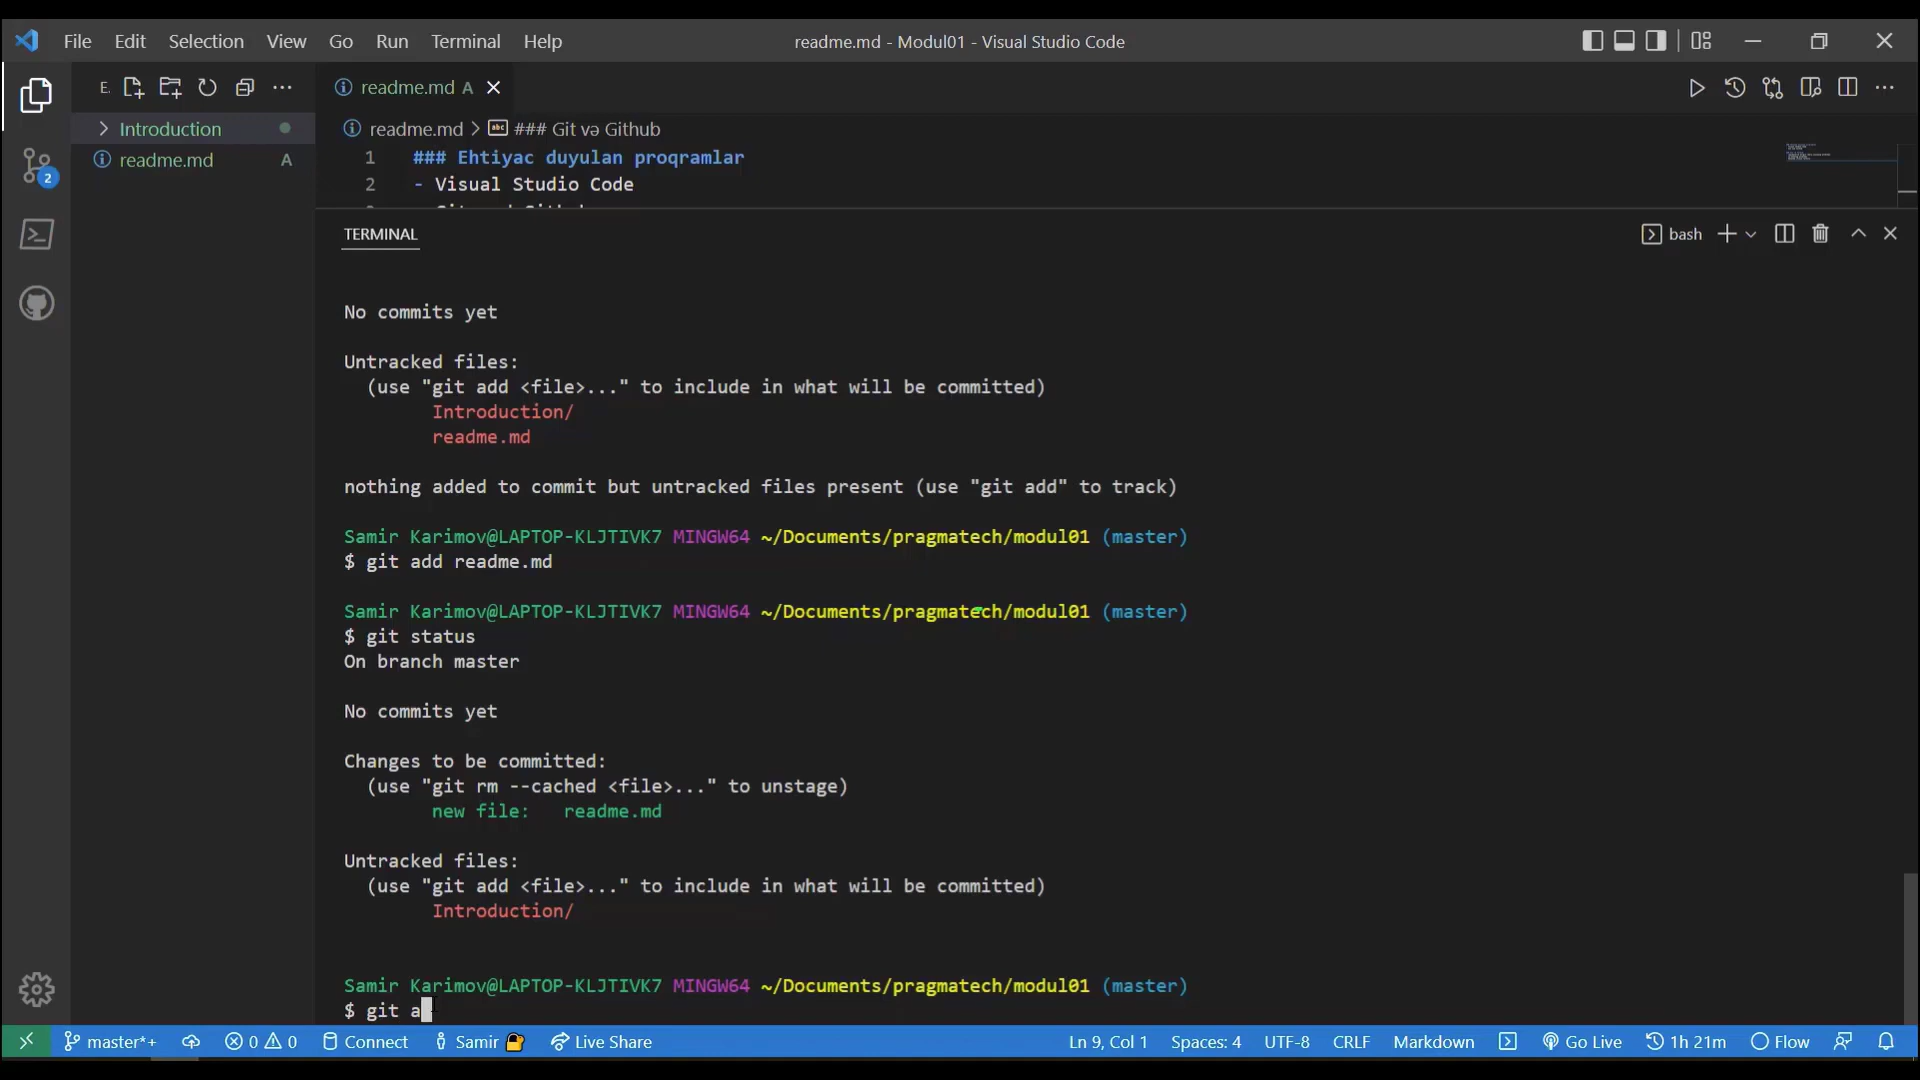 File Edit Selection View Go Run Terminal Help readme.md - Modul01 - Visual Studio Code
E. readme.md A
Introduction readme.md > ### Git və Github
readme.md A
1 ### Ehtiyac duyulan proqramlar
2 - Visual Studio Code
TERMINAL bash
No commits yet
Untracked files:
(use "git add <file>..." to include in what will be committed)
Introduction/
readme.md
nothing added to commit but untracked files present (use "git add" to track)
Samir Karimov@LAPTOP-KLJTIVK7 MINGW64 ~/Documents/pragmatech/modul01 (master)
$ git add readme.md
Samir Karimov@LAPTOP-KLJTIVK7 MINGW64 ~/Documents/pragmatech/modul01 (master)
$ git status
On branch master
No commits yet
Changes to be committed:
(use "git rm --cached <file>..." to unstage)
new file: readme.md
Untracked files:
(use "git add <file>..." to include in what will be committed)
Introduction/
Samir Karimov@LAPTOP-KLJTIVK7 MINGW64 ~/Documents/pragmatech/modul01 (master)
$ git a
2
master*+ 0 0 Connect Samir Live Share Ln 9, Col 1 Spaces: 4 UTF-8 CRLF Markdown Go Live 1h 21m Flow